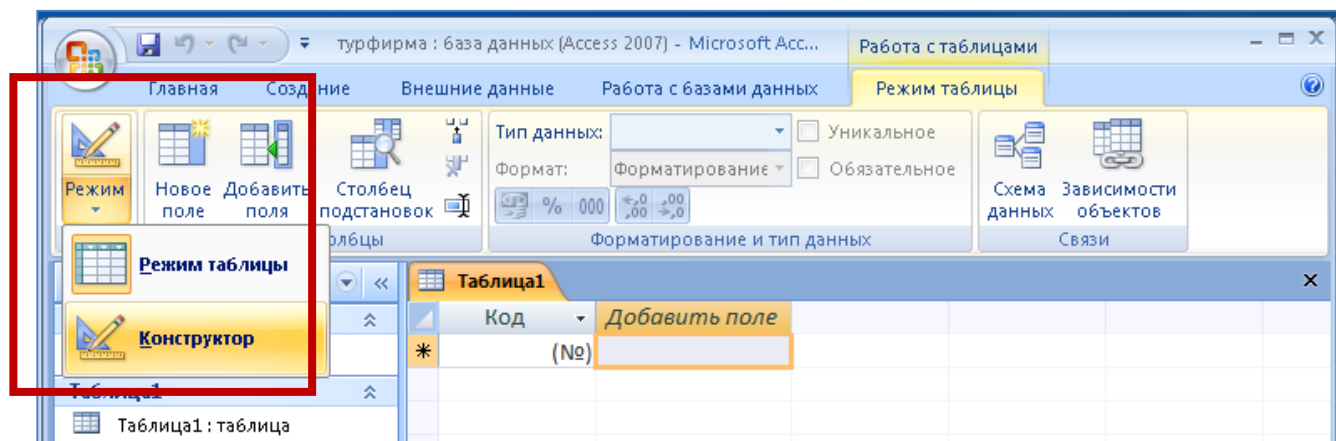 турфирма : база данных (Access 2007) - Microsoft Acc...
Работа с таблицами
Главная Создание Внешние данные Работа с базами данных Режим таблицы
Режим
Новое поле
Добавить поля
Столбец подстановок
Тип данных:
Формат: Форматирование
% 000
Уникальное
Обязательное
Схема данных
Зависимости объектов
Форматирование и тип данных
Связи
Режим таблицы
Конструктор
Таблица1
Таблица1 : таблица
Таблица1
Код Добавить поле
(№)